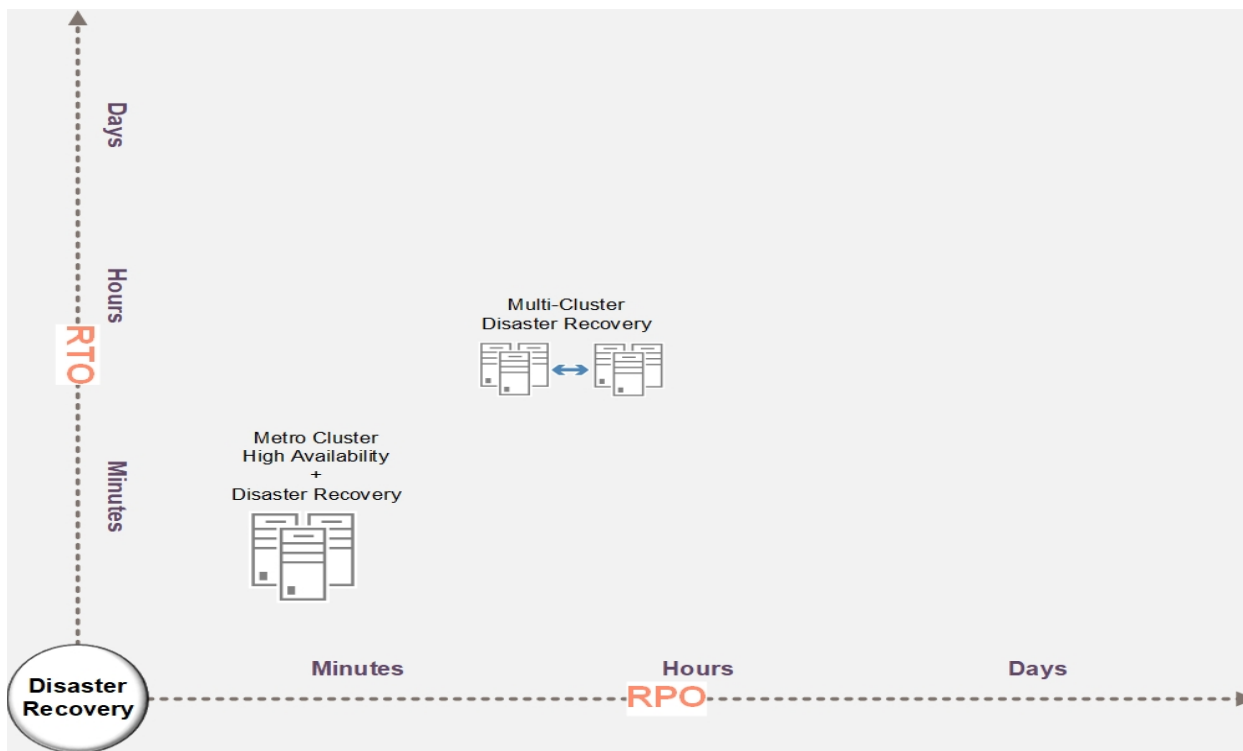 Days
Hours
RTO
Minutes
Multi-Cluster
Disaster Recovery
Metro Cluster
High Availability
+
Disaster Recovery
Disaster
Recovery
Minutes
Hours
Days
RPO